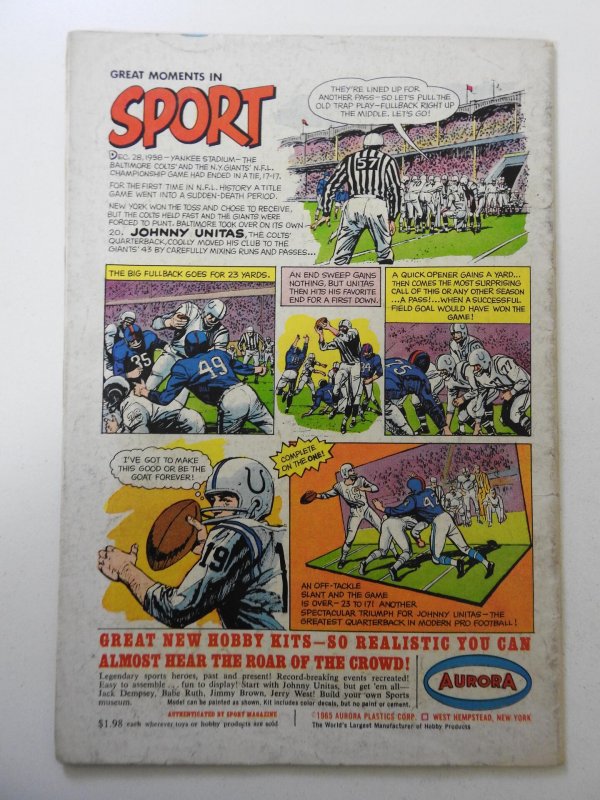 GREAT MOMENTS IN
SPORT
DEC. 28, 1958 - YANKEE STADIUM - THE
BALTIMORE COLTS' AND THE N.Y. GIANTS' N.F.L.
CHAMPIONSHIP GAME HAD ENDED IN A TIE, 17-17.
FOR THE FIRST TIME IN N.F.L. HISTORY A TITLE
GAME WENT INTO A SUDDEN-DEATH PERIOD.
NEW YORK WON THE TOSS AND CHOSE TO RECEIVE,
BUT THE COLTS HELD FAST AND THE GIANTS WERE
FORCED TO PUNT. BALTIMORE TOOK OVER ON ITS OWN
20. JOHNNY UNITAS, THE COLTS'
QUARTERBACK, COOLLY MOVED HIS CLUB TO THE
GIANTS' 43 BY CAREFULLY MIXING RUNS AND PASSES...
THEY'RE LINED UP FOR
ANOTHER PASS - SO LET'S PULL THE
OLD TRAP PLAY - FULLBACK RIGHT UP
THE MIDDLE. LET'S GO!
57
THE BIG FULLBACK GOES FOR 23 YARDS.
35
49
AN END SWEEP GAINS
NOTHING, BUT UNITAS
THEN HITS HIS FAVORITE
END FOR A FIRST DOWN.
A QUICK OPENER GAINS A YARD...
THEN COMES THE MOST SURPRISING
CALL OF THIS OR ANY OTHER SEASON
...A PASS!...WHEN A SUCCESSFUL
FIELD GOAL WOULD HAVE WON THE
GAME!
75
I'VE GOT TO MAKE
THIS GOOD OR BE THE
GOAT FOREVER!
19
COMPLETE
ON THE ONE!
AN OFF-TACKLE
SLANT AND THE GAME
IS OVER - 23 TO 17! ANOTHER
SPECTACULAR TRIUMPH FOR JOHNNY UNITAS - THE
GREATEST QUARTERBACK IN MODERN PRO FOOTBALL!
GREAT NEW HOBBY KITS—SO REALISTIC YOU CAN
ALMOST HEAR THE ROAR OF THE CROWD!
Legendary sports heroes, past and present! Record-breaking events recreated!
Easy to assemble . . . fun to display! Start with Johnny Unitas, but get 'em all—
Jack Dempsey, Babe Ruth, Jimmy Brown, Jerry West! Build your own Sports
museum. Model can be painted as shown. Kit includes color decals, but no paint or cement.
AURORA
AUTHENTICATED BY SPORT MAGAZINE
$1.98 each wherever toys or hobby products are sold.
©1965 AURORA PLASTICS CORP. □ WEST HEMPSTEAD, NEW YORK
The World's Largest Manufacturer of Hobby Products